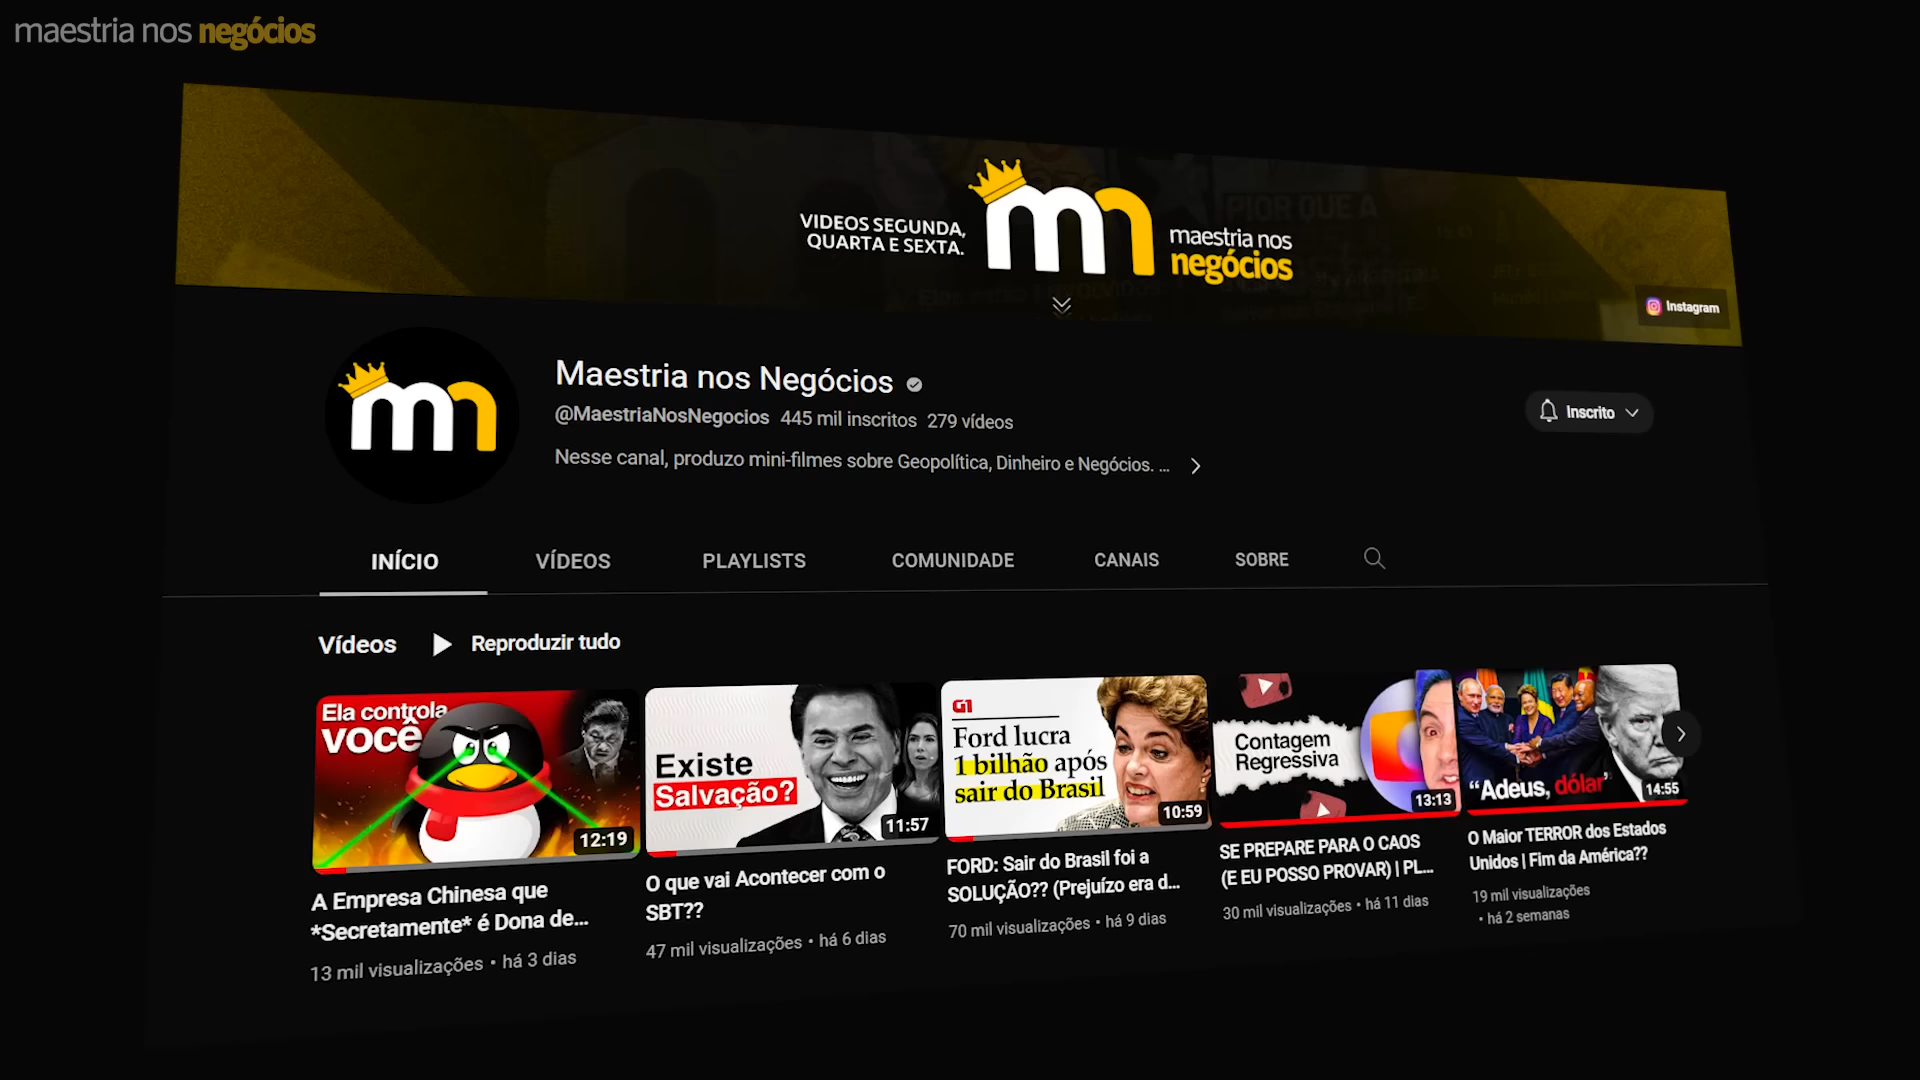 maestria nos negócios
VIDEOS SEGUNDA,
QUARTA E SEXTA.
mn
maestria nos
negócios
PIOR QUE A
Instagram
mn
Maestria nos Negócios
@MaestriaNosNegocios 445 mil inscritos 279 vídeos
Nesse canal, produzo mini-filmes sobre Geopolítica, Dinheiro e Negócios. ...
Inscrito
INÍCIO VÍDEOS PLAYLISTS COMUNIDADE CANAIS SOBRE
Vídeos Reproduzir tudo
Ela controla
VOCÊ
12:19
A Empresa Chinesa que
*Secretamente* é Dona de...
13 mil visualizações • há 3 dias
Existe
Salvação?
11:57
O que vai Acontecer com o
SBT??
47 mil visualizações • há 6 dias
G1
Ford lucra
1 bilhão após
sair do Brasil
10:59
FORD: Sair do Brasil foi a
SOLUÇÃO?? (Prejuízo era d...
70 mil visualizações • há 9 dias
Contagem
Regressiva
13:13
SE PREPARE PARA O CAOS
(E EU POSSO PROVAR) | PL...
30 mil visualizações • há 11 dias
"Adeus, dólar"
14:55
O Maior TERROR dos Estados
Unidos | Fim da América??
19 mil visualizações
• há 2 semanas